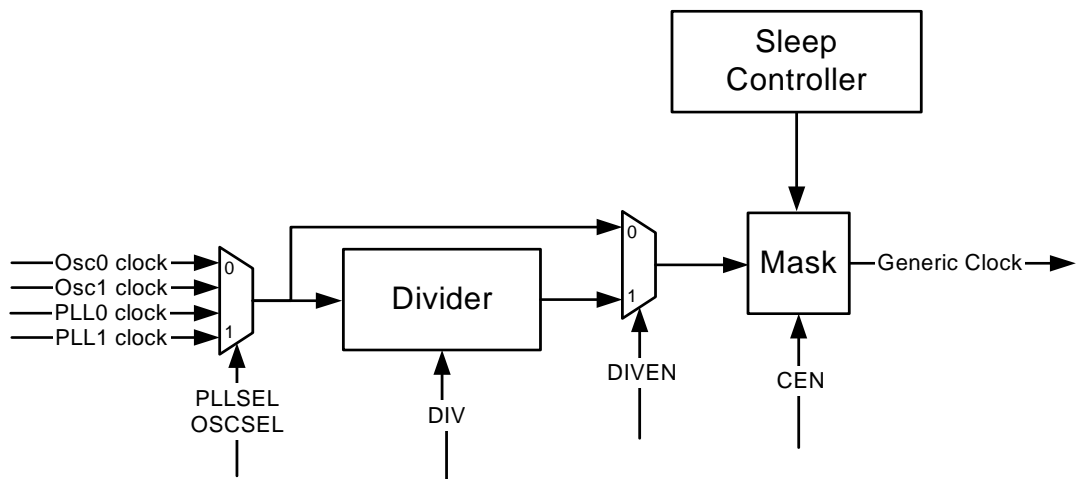 Sleep
Controller
Osc0 clock
Osc1 clock
PLL0 clock
PLL1 clock
0
1
Divider
0
1
Mask
Generic Clock
PLLSEL
OSCSEL
DIV
DIVEN
CEN